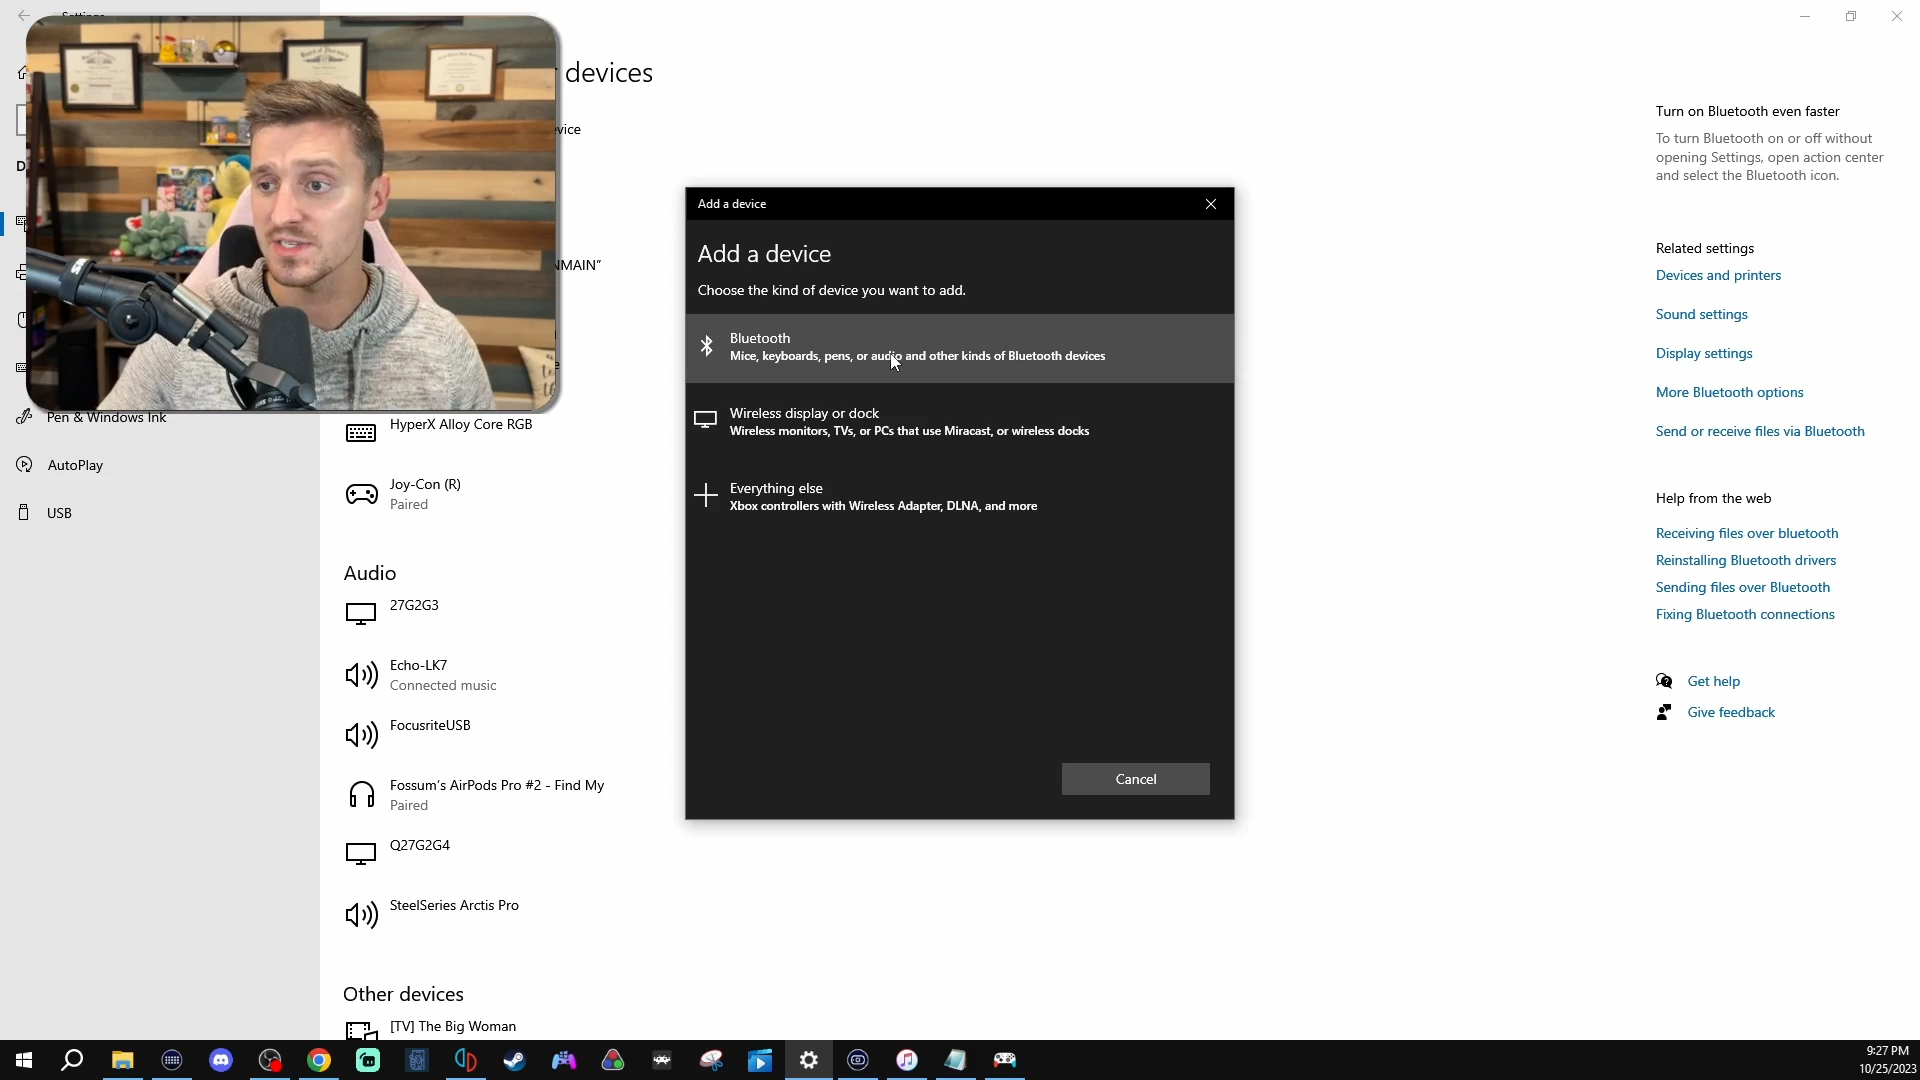 Settings
devices
vice
NMAIN"
D
Pen & Windows Ink
AutoPlay
USB
HyperX Alloy Core RGB
Joy-Con (R)
Paired
Audio
27G2G3
Echo-LK7
Connected music
FocusriteUSB
Fossum's AirPods Pro #2 - Find My
Paired
Q27G2G4
SteelSeries Arctis Pro
Other devices
[TV] The Big Woman
Add a device
Add a device
Choose the kind of device you want to add.
Bluetooth
Mice, keyboards, pens, or audio and other kinds of Bluetooth devices
Wireless display or dock
Wireless monitors, TVs, or PCs that use Miracast, or wireless docks
Everything else
Xbox controllers with Wireless Adapter, DLNA, and more
Cancel
Turn on Bluetooth even faster
To turn Bluetooth on or off without
opening Settings, open action center
and select the Bluetooth icon.
Related settings
Devices and printers
Sound settings
Display settings
More Bluetooth options
Send or receive files via Bluetooth
Help from the web
Receiving files over bluetooth
Reinstalling Bluetooth drivers
Sending files over Bluetooth
Fixing Bluetooth connections
Get help
Give feedback
9:27 PM
10/25/2023